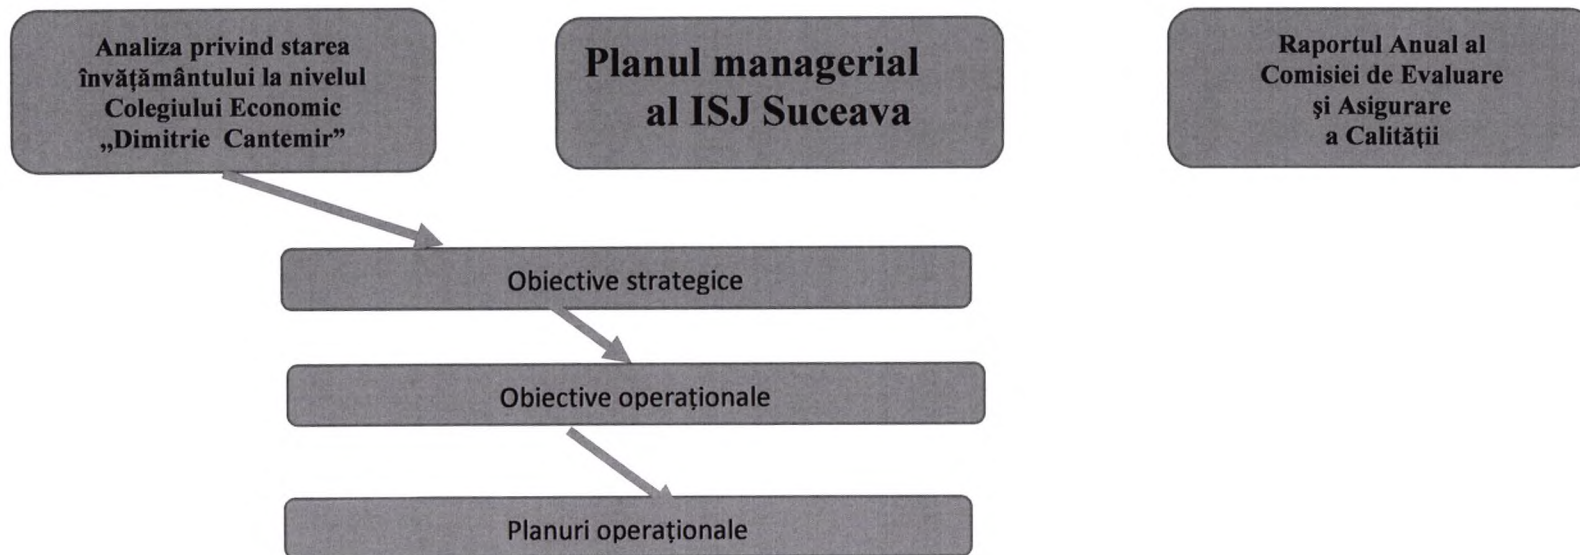 Analiza privind starea
învățământului la nivelul
Colegiului Economic
„Dimitrie Cantemir”
Planul managerial
al ISJ Suceava
Raportul Anual al
Comisiei de Evaluare
și Asigurare
a Calității
Obiective strategice
Obiective operaționale
Planuri operaționale